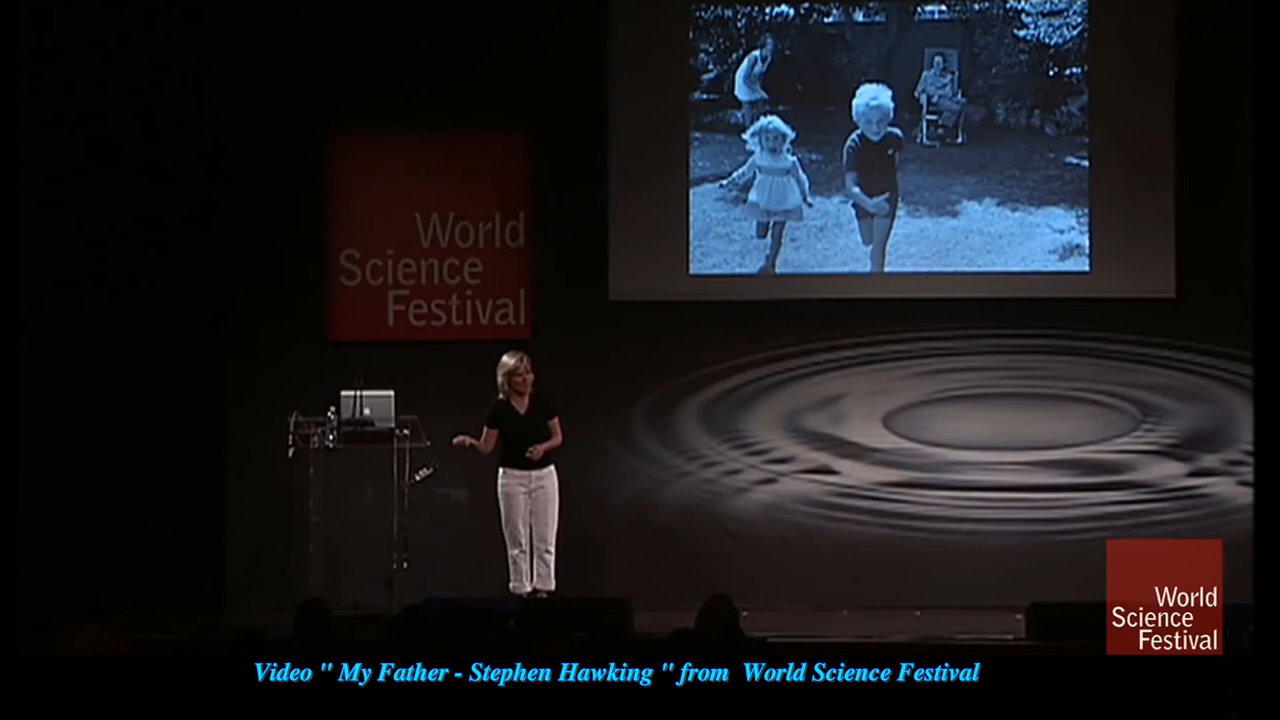 World
Science
Festival
World
Science
Festival
Video " My Father - Stephen Hawking " from World Science Festival